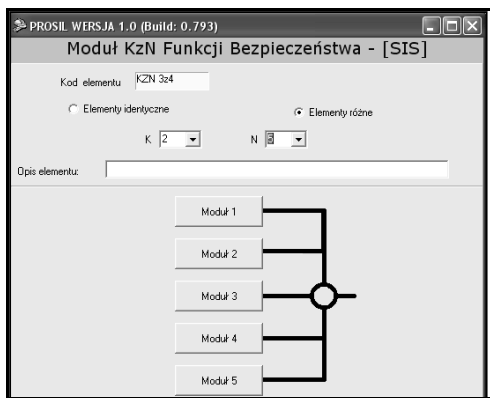 PROSIL WERSJA 1.0 (Build: 0.793)
Moduł KzN Funkcji Bezpieczeństwa - [SIS]
Kod elementu KZN 3z4
Elementy identyczne Elementy różne
K 2 N
Opis elementu:
Moduł 1
Moduł 2
Moduł 3
Moduł 4
Moduł 5